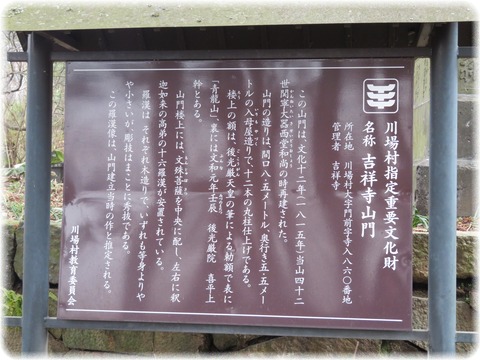 川場村指定重要文化財
名称 吉祥寺山門
所在地 川場村大字門前字寺入八六〇番地
管理者 吉祥寺
この山門は、文化十二年(一八一五年)当山四十二
世関寧大宮西堂和尚の時再建された。
山門の造りは、間口八・五メートル、奥行き五・五メー
トルの入母屋造りで、十二本の丸柱仕上げである。
楼上の額は、後光厳天皇の筆による勅額で表に
「青龍山」、裏には文和元年壬辰 後光厳院 喜平上
幹とある。
山門楼上には、文殊菩薩を中央に配し、左右に釈
迦如来の高弟の十六羅漢が安置されている。
羅漢は、それぞれ木造りで、いずれも等身よりや
や小さいが、彫技はまことに秀抜である。
この羅漢像は、山門建立当時の作と推定される。
川場村教育委員会